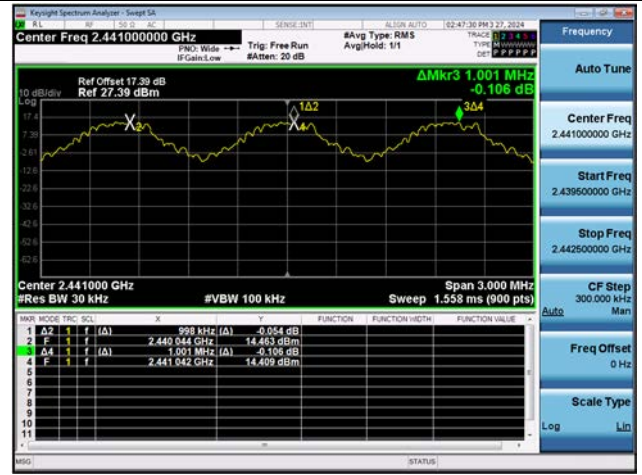 Keysight Spectrum Analyzer - Swept SA
RL RF 50 Ω AC SENSE:INT ALIGN AUTO 02:47:30 PM 3 27, 2024
Center Freq 2.441000000 GHz
PNO: Wide
IFGain:Low
Trig: Free Run
#Atten: 20 dB
#Avg Type: RMS
Avg|Hold: 1/1
TRACE 1 2 3 4 5 6
TYPE M W W W W W
DET P P P P P P
Frequency
Ref Offset 17.39 dB
10 dB/div Ref 27.39 dBm
ΔMkr3 1.001 MHz
-0.106 dB
Log
17.4
7.39
-2.61
-12.6
-22.6
-32.6
-42.6
-52.6
-62.6
2
1Δ2
4
3Δ4
Center 2.441000 GHz Span 3.000 MHz
#Res BW 30 kHz #VBW 100 kHz Sweep 1.558 ms (900 pts)
MKR MODE TRC SCL X Y FUNCTION FUNCTION WIDTH FUNCTION VALUE
1 Δ2 1 f (Δ) 998 kHz (Δ) -0.054 dB
2 F 1 f 2.440 044 GHz 14.463 dBm
3 Δ4 1 f (Δ) 1.001 MHz (Δ) -0.106 dB
4 F 1 f 2.441 042 GHz 14.409 dBm
5
6
7
8
9
10
11
MSG STATUS
Auto Tune
Center Freq
2.441000000 GHz
Start Freq
2.439500000 GHz
Stop Freq
2.442500000 GHz
CF Step
300.000 kHz
Auto Man
Freq Offset
0 Hz
Scale Type
Log Lin